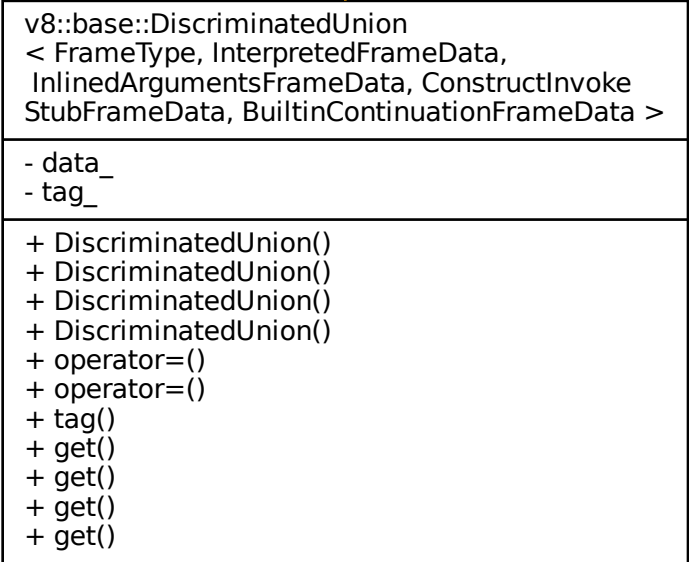 v8::base::DiscriminatedUnion
< FrameType, InterpretedFrameData,
 InlinedArgumentsFrameData, ConstructInvoke
StubFrameData, BuiltinContinuationFrameData >
- data_
- tag_
+ DiscriminatedUnion()
+ DiscriminatedUnion()
+ DiscriminatedUnion()
+ DiscriminatedUnion()
+ operator=()
+ operator=()
+ tag()
+ get()
+ get()
+ get()
+ get()